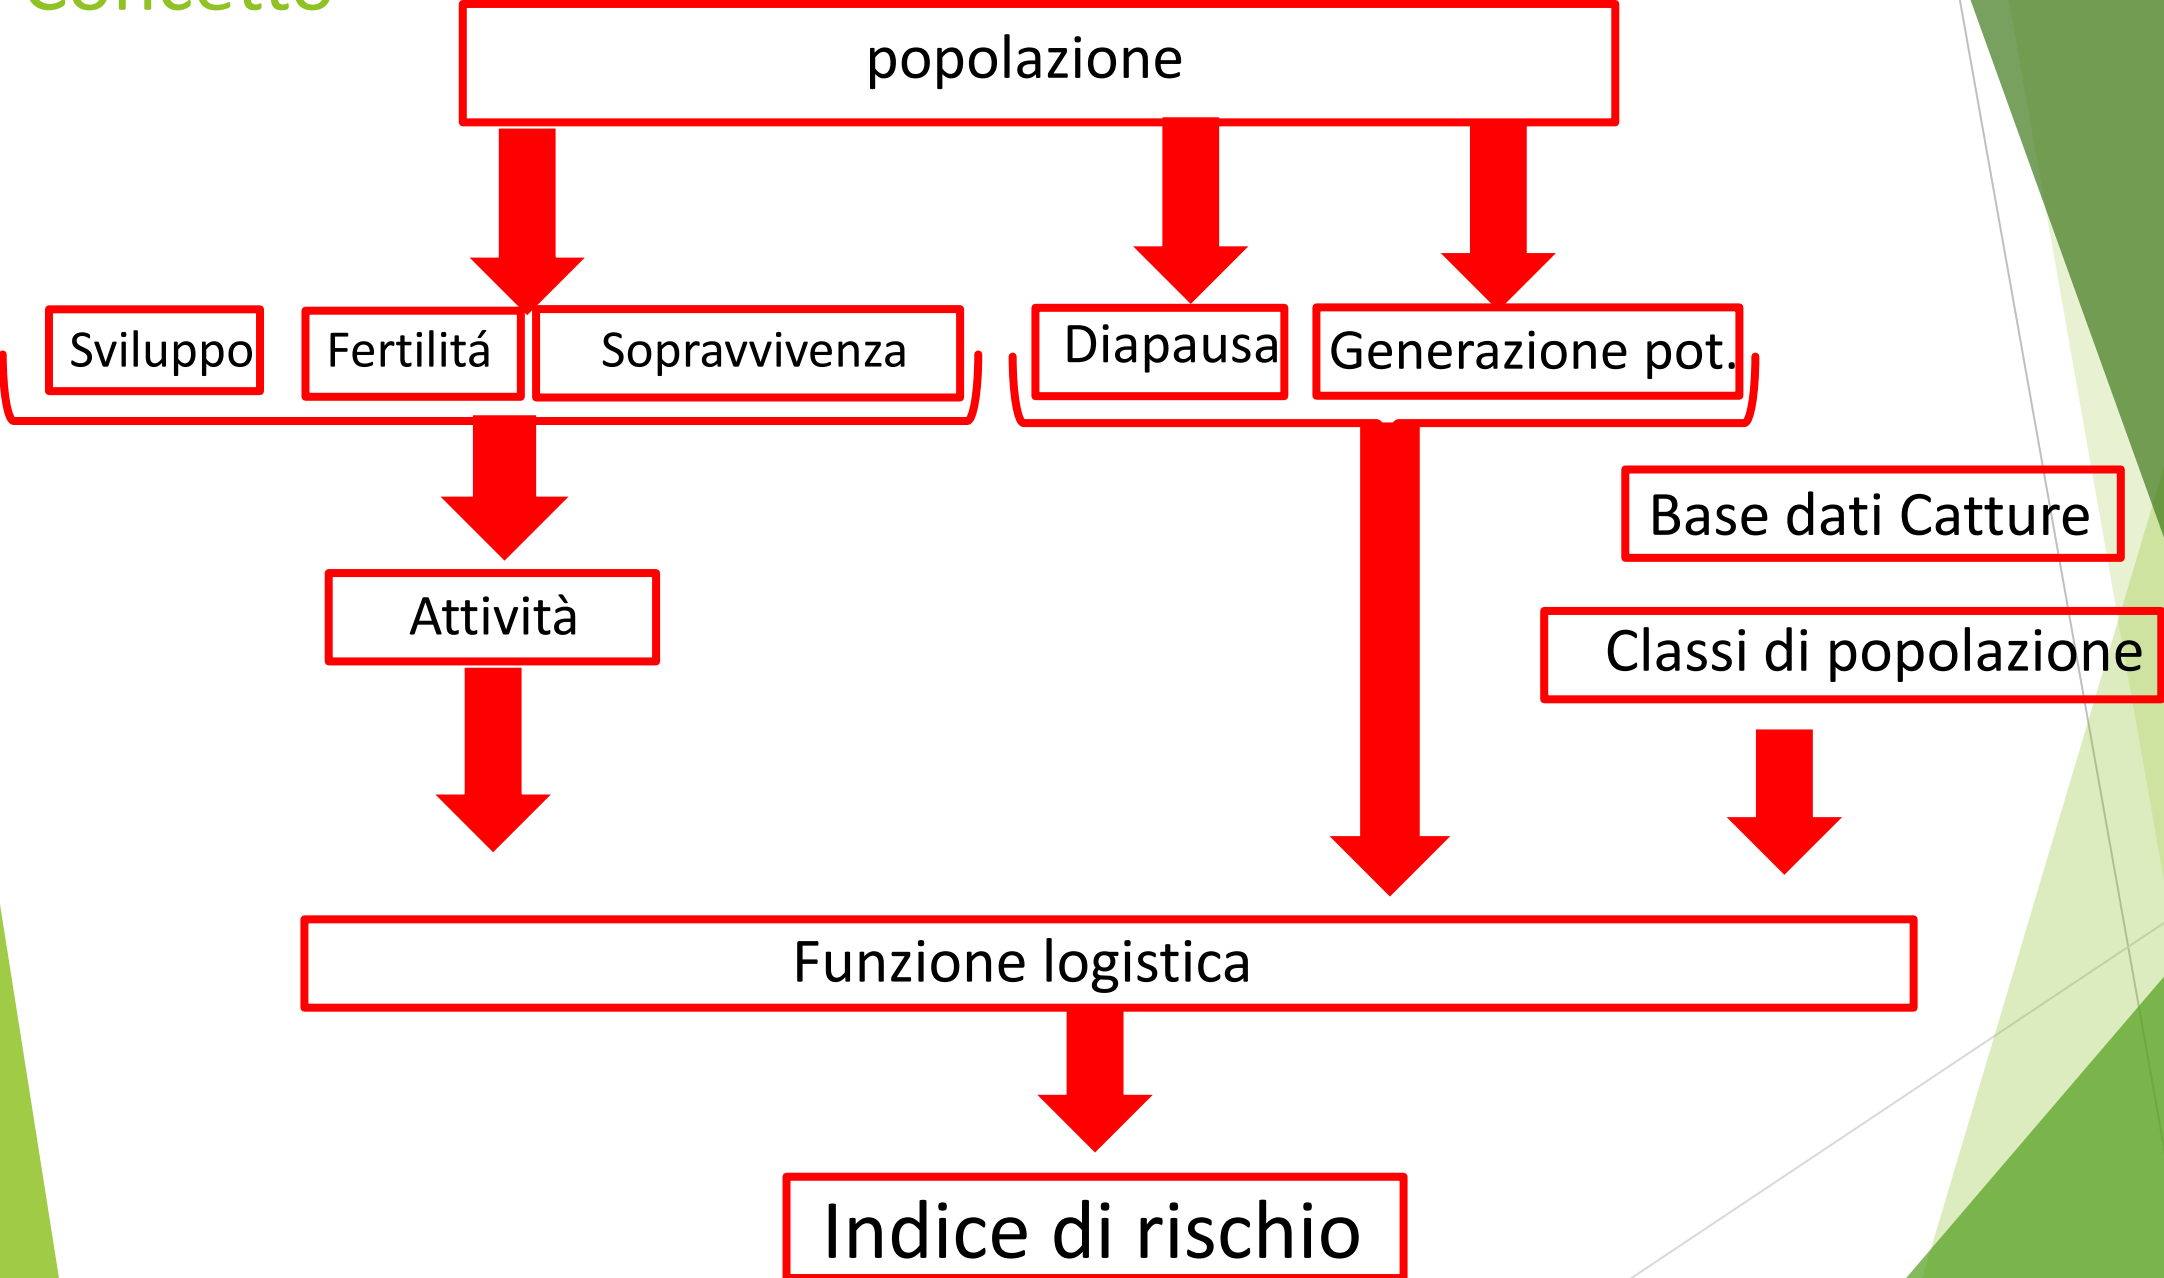 Concetto
popolazione
Sviluppo
Fertilitá
Sopravvivenza
Diapausa
Generazione pot.
Base dati Catture
Attività
Classi di popolazione
Funzione logistica
Indice di rischio